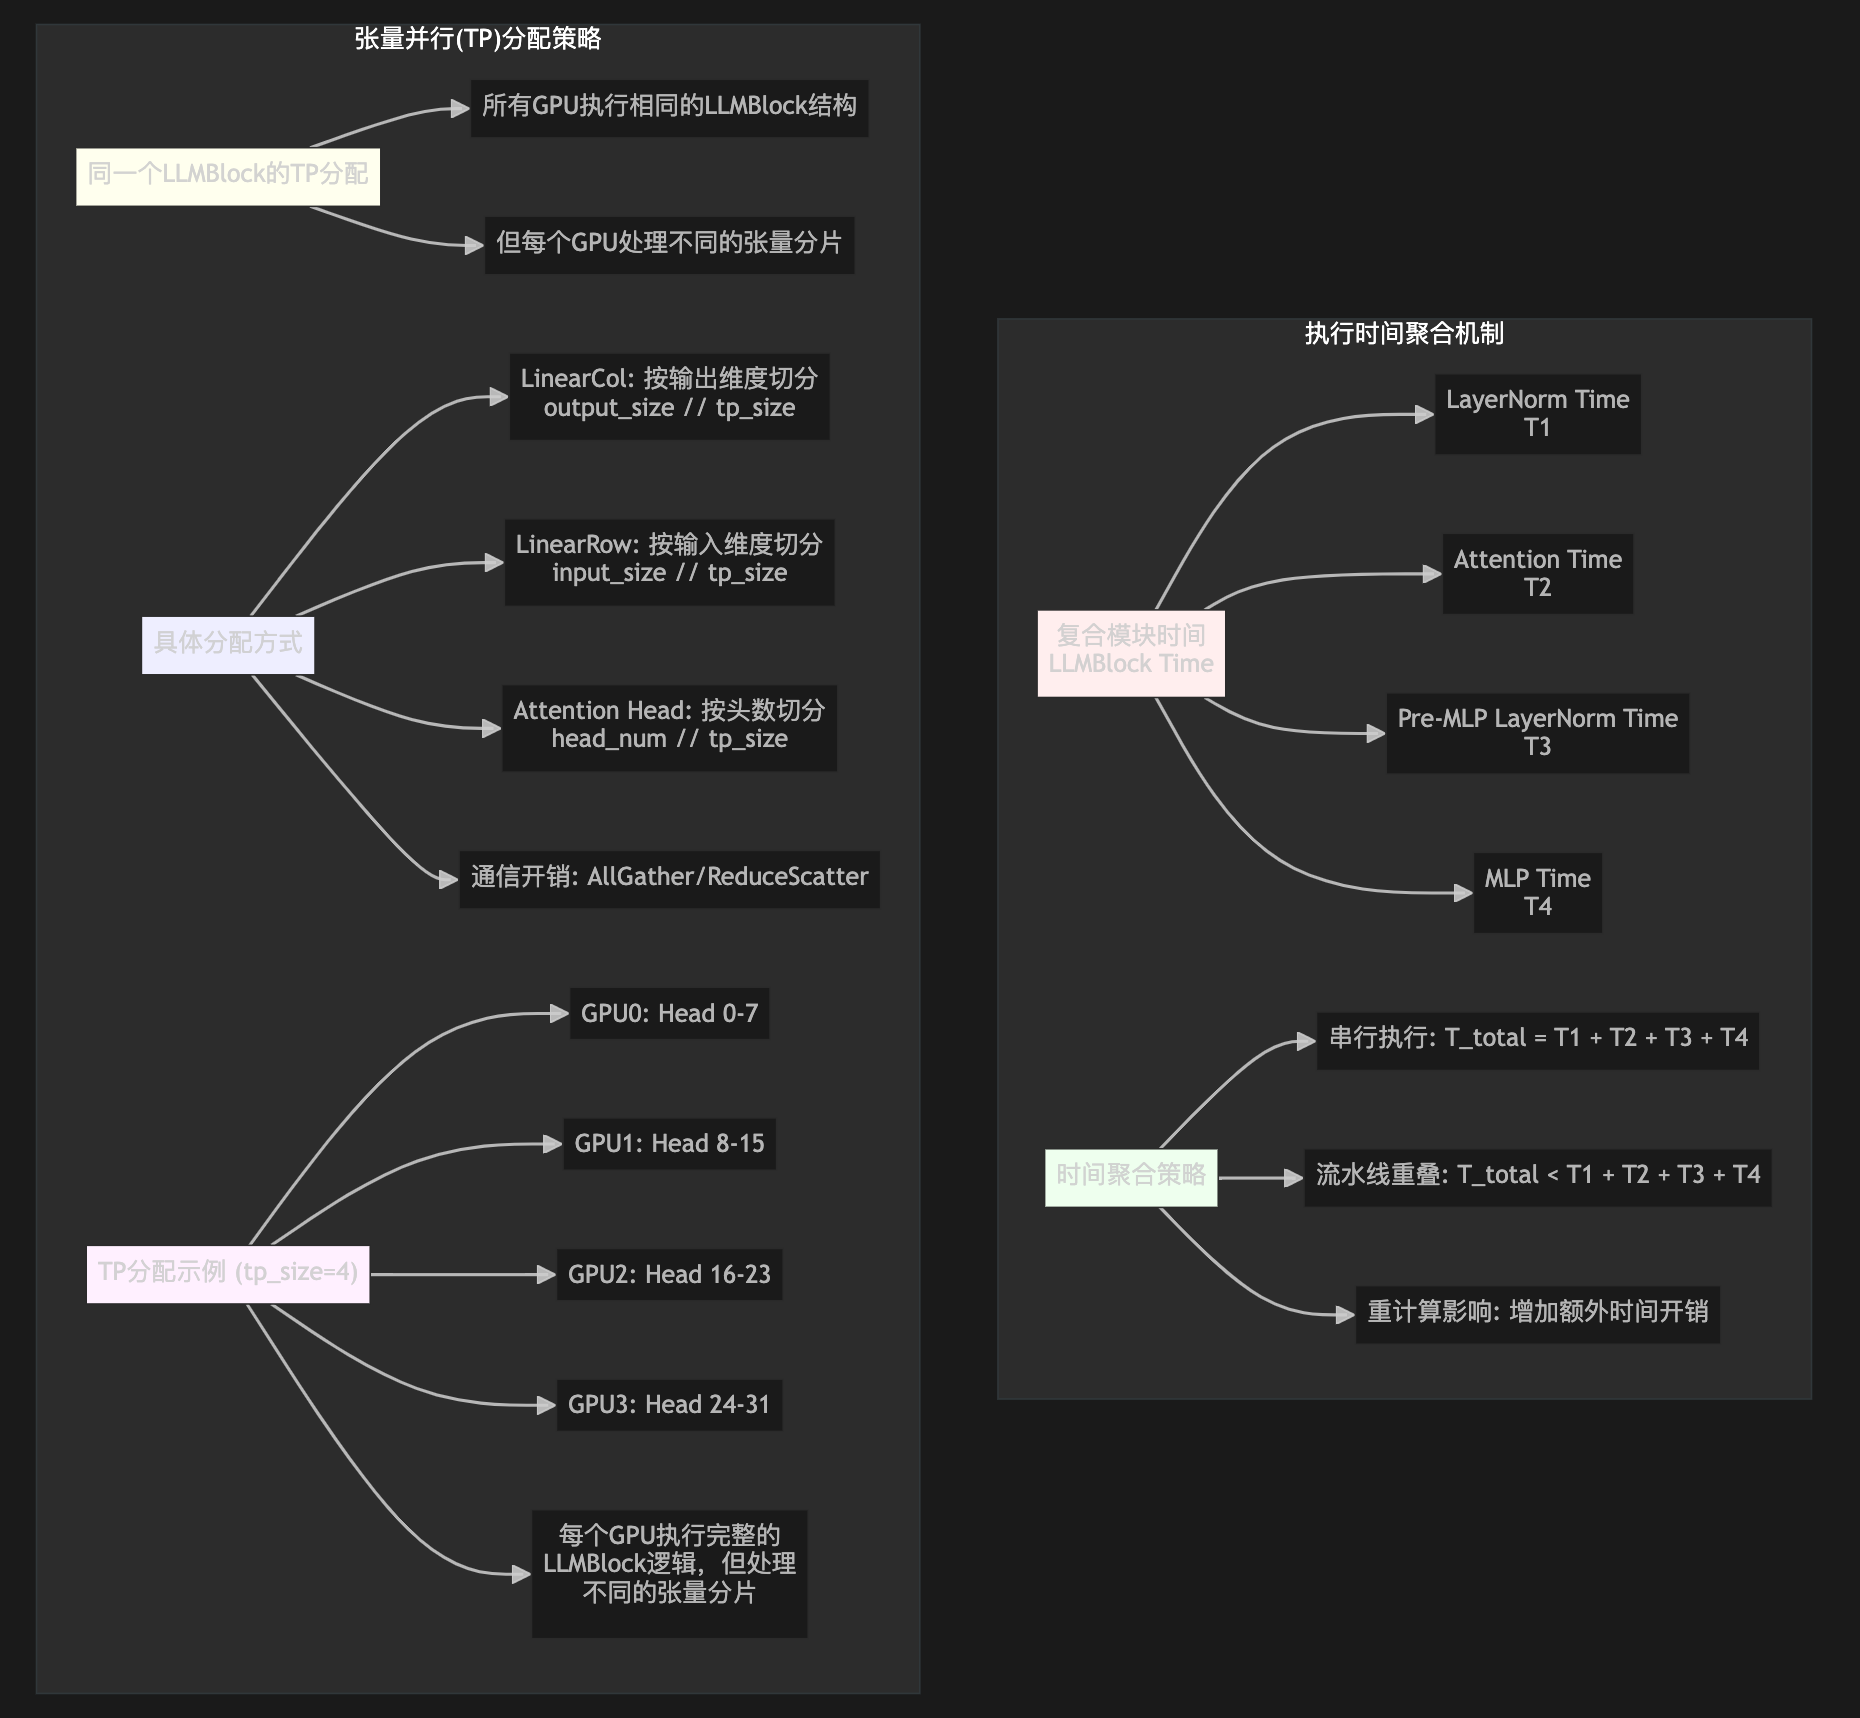 张量并行(TP)分配策略
同一个LLMBlock的TP分配
所有GPU执行相同的LLMBlock结构
但每个GPU处理不同的张量分片
具体分配方式
LinearCol: 按输出维度切分
output_size // tp_size
LinearRow: 按输入维度切分
input_size // tp_size
Attention Head: 按头数切分
head_num // tp_size
通信开销: AllGather/ReduceScatter
TP分配示例 (tp_size=4)
GPU0: Head 0-7
GPU1: Head 8-15
GPU2: Head 16-23
GPU3: Head 24-31
每个GPU执行完整的
LLMBlock逻辑，但处理
不同的张量分片
执行时间聚合机制
复合模块时间
LLMBlock Time
LayerNorm Time
T1
Attention Time
T2
Pre-MLP LayerNorm Time
T3
MLP Time
T4
时间聚合策略
串行执行: T_total = T1 + T2 + T3 + T4
流水线重叠: T_total < T1 + T2 + T3 + T4
重计算影响: 增加额外时间开销